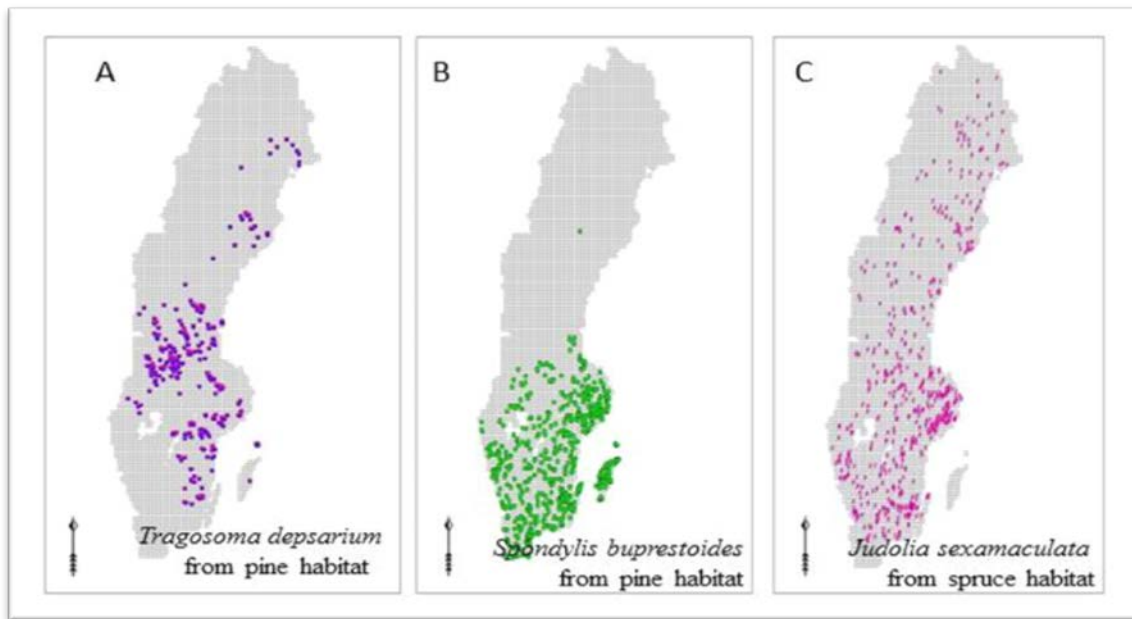 A
B
C
Tragosoma depsarium
from pine habitat
Spondylis buprestoides
from pine habitat
Judolia sexamaculata
from spruce habitat